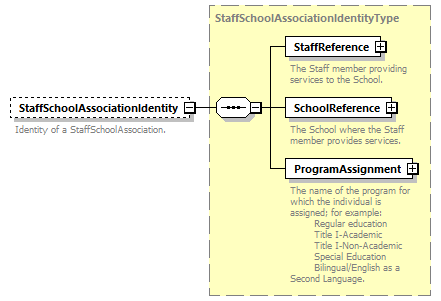 StaffSchoolAssociationIdentityType
StaffReference
The Staff member providing
services to the School.
StaffSchoolAssociationIdentity
Identity of a StaffSchoolAssociation.
SchoolReference
The School where the Staff
member provides services.
ProgramAssignment
The name of the program for
which the individual is
assigned; for example:
Regular education
Title I-Academic
Title I-Non-Academic
Special Education
Bilingual/English as a
Second Language.